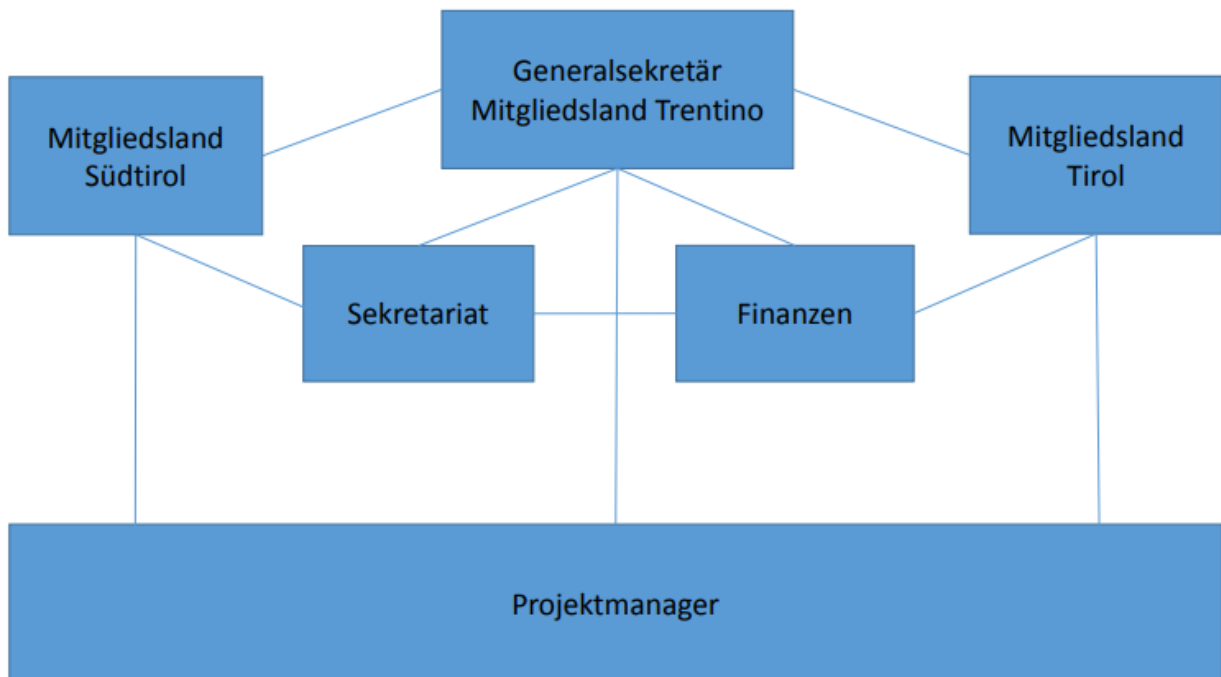 Generalsekretär
Mitgliedsland Trentino
Mitgliedsland
Südtirol
Mitgliedsland
Tirol
Sekretariat
Finanzen
Projektmanager